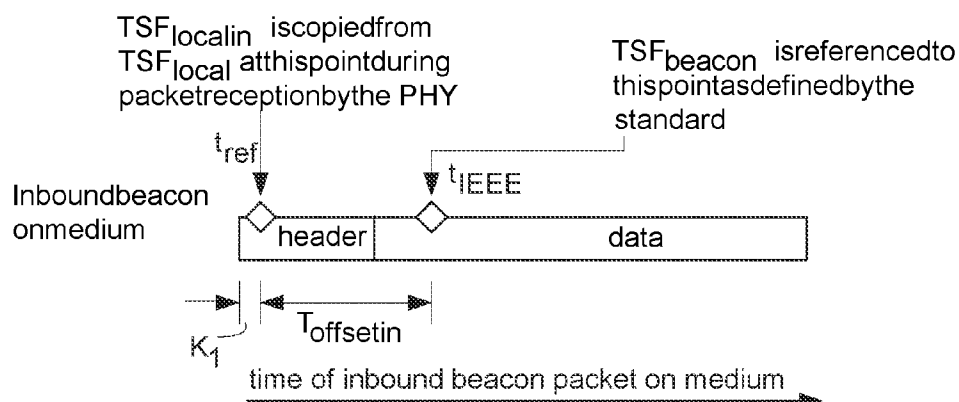 TSFlocalin iscopiedfrom
TSFlocal atthispointduring
packetreceptionbythe PHY
TSFbeacon isreferencedto
thispointasdefinedbythe
standard
tref
tIEEE
Inboundbeacon
onmedium
header
data
K1
Toffsetin
time of inbound beacon packet on medium